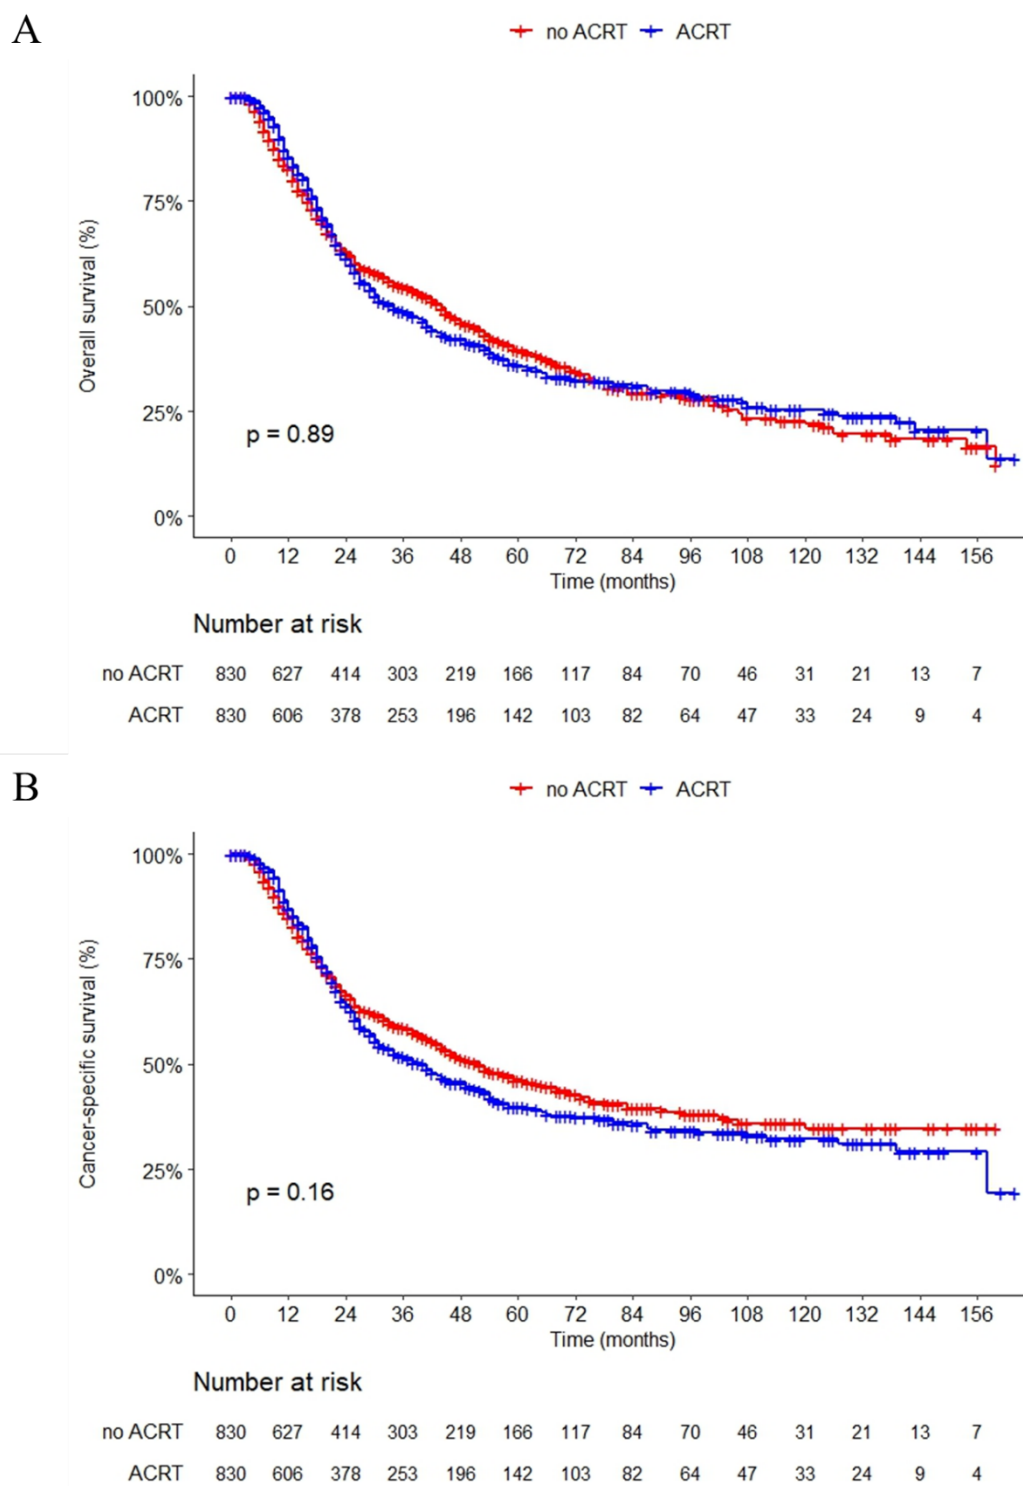 A
no ACRT ACRT
100%
75%
50%
25%
0%
Overall survival (%)
p = 0.89
0 12 24 36 48 60 72 84 96 108 120 132 144 156
Time (months)
Number at risk
no ACRT 830 627 414 303 219 166 117 84 70 46 31 21 13 7
ACRT 830 606 378 253 196 142 103 82 64 47 33 24 9 4
B
no ACRT ACRT
100%
75%
50%
25%
0%
Cancer-specific survival (%)
p = 0.16
0 12 24 36 48 60 72 84 96 108 120 132 144 156
Time (months)
Number at risk
no ACRT 830 627 414 303 219 166 117 84 70 46 31 21 13 7
ACRT 830 606 378 253 196 142 103 82 64 47 33 24 9 4